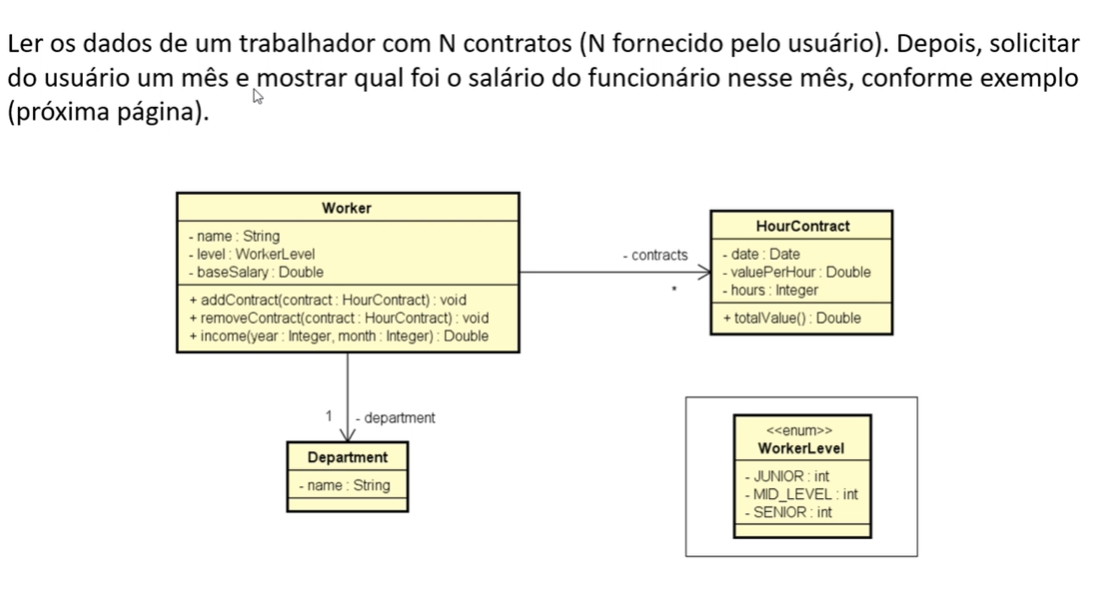 Ler os dados de um trabalhador com N contratos (N fornecido pelo usuário). Depois, solicitar
do usuário um mês e mostrar qual foi o salário do funcionário nesse mês, conforme exemplo
(próxima página).
Worker
- name : String
- level : WorkerLevel
- baseSalary : Double
+ addContract(contract : HourContract) : void
+ removeContract(contract : HourContract) : void
+ income(year : Integer, month : Integer) : Double
- contracts
*
HourContract
- date : Date
- valuePerHour : Double
- hours : Integer
+ totalValue() : Double
1
- department
Department
- name : String
<<enum>>
WorkerLevel
- JUNIOR : int
- MID_LEVEL : int
- SENIOR : int